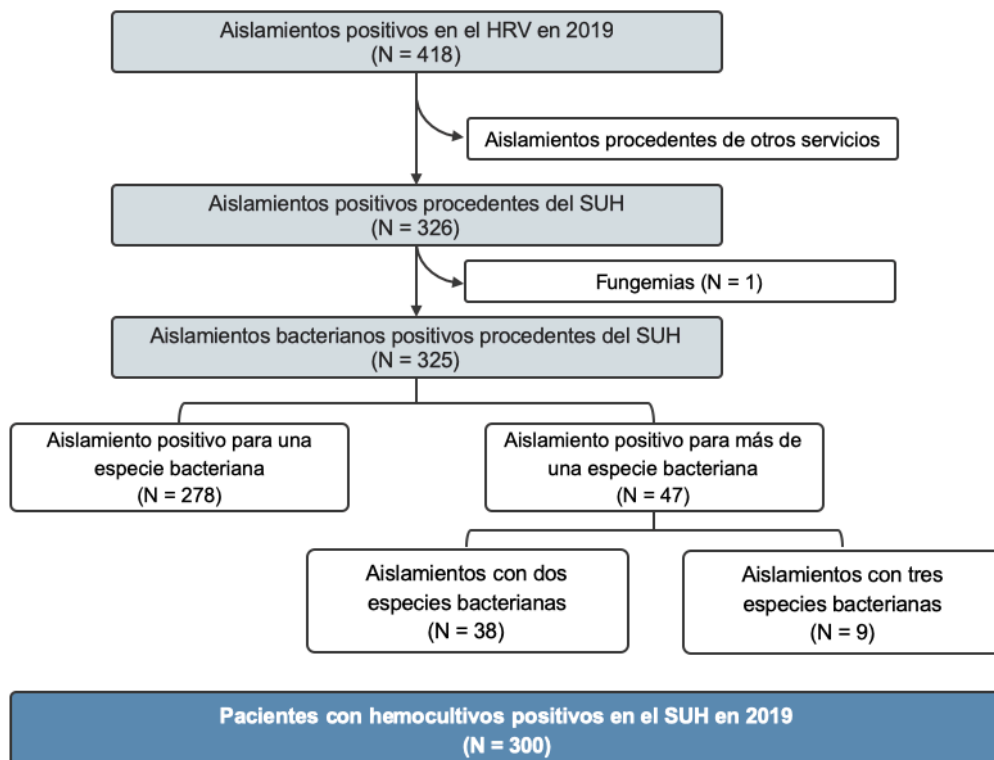 Aislamientos positivos en el HRV en 2019
(N = 418)
Aislamientos procedentes de otros servicios
Aislamientos positivos procedentes del SUH
(N = 326)
Fungemias (N = 1)
Aislamientos bacterianos positivos procedentes del SUH
(N = 325)
Aislamiento positivo para una
especie bacteriana
(N = 278)
Aislamiento positivo para más de
una especie bacteriana
(N = 47)
Aislamientos con dos
especies bacterianas
(N = 38)
Aislamientos con tres
especies bacterianas
(N = 9)
Pacientes con hemocultivos positivos en el SUH en 2019
(N = 300)